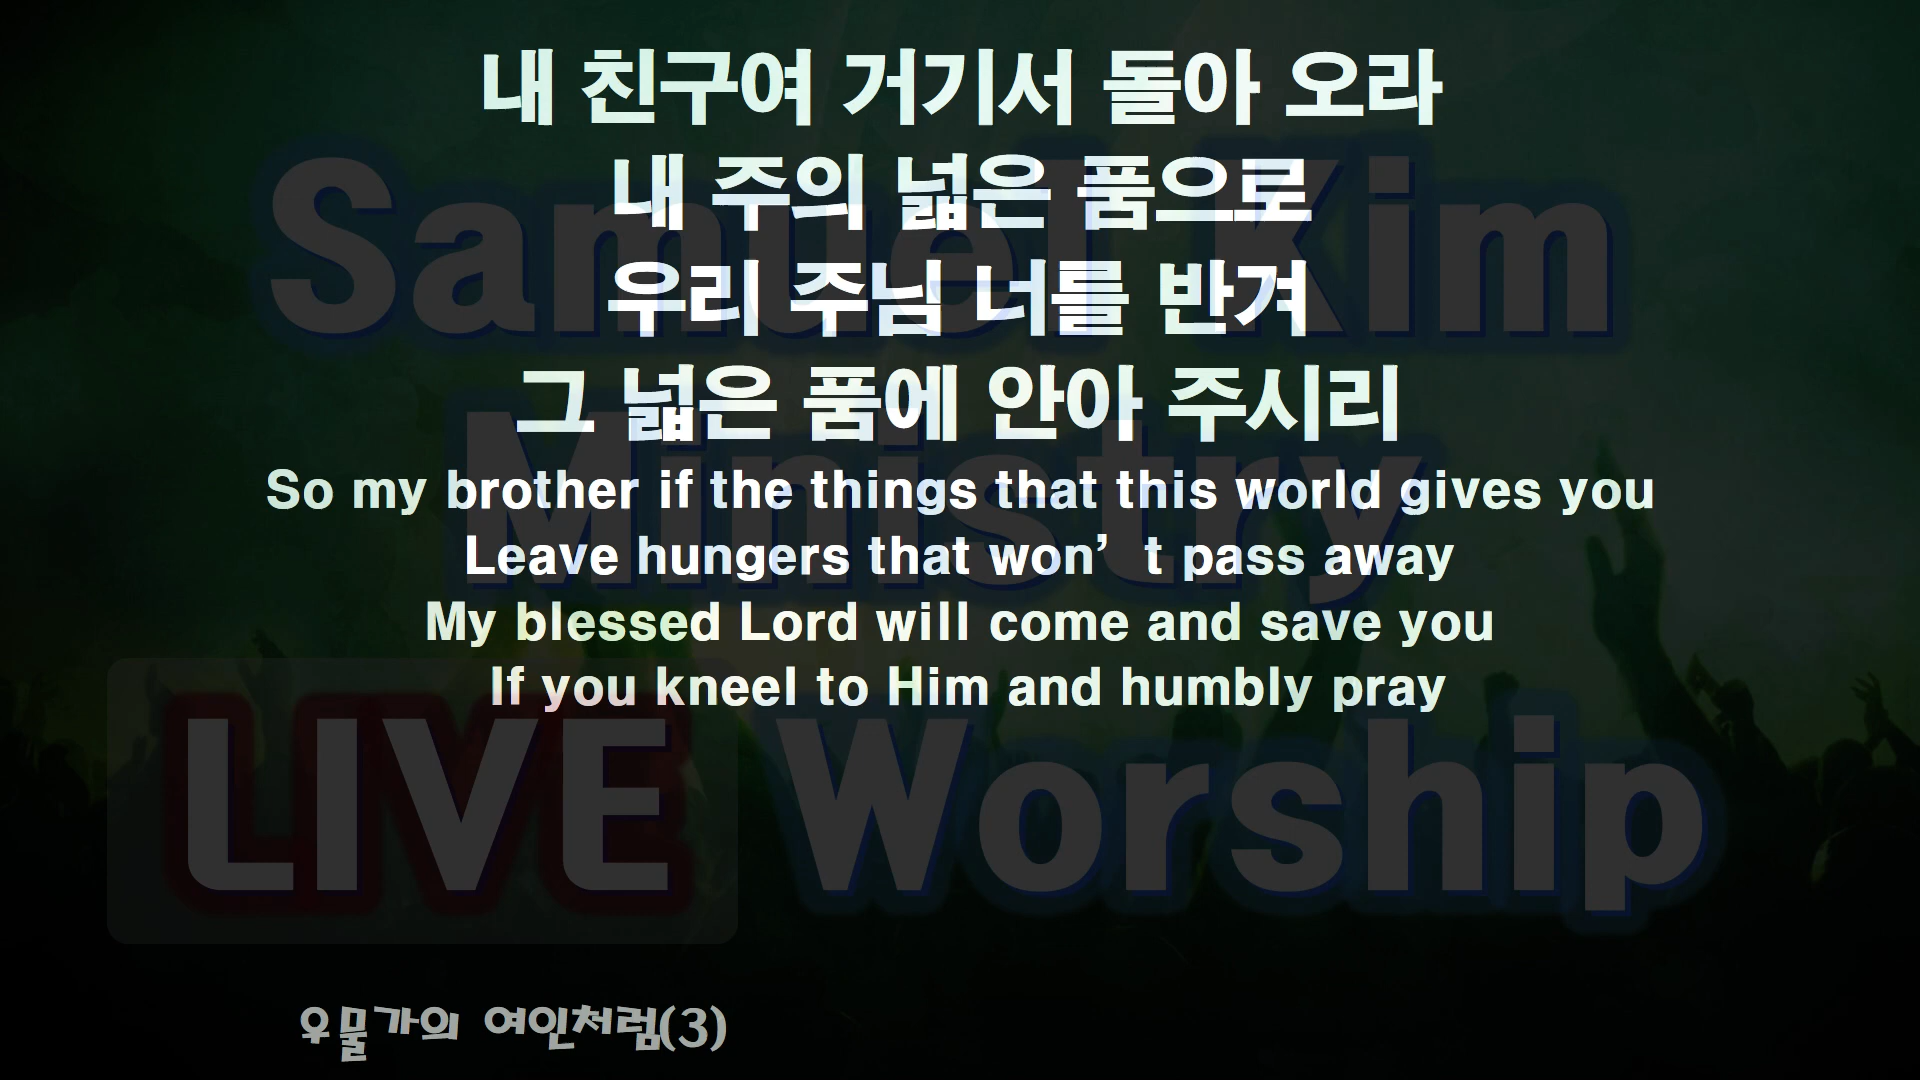 내 친구여 거기서 돌아 오라
내 주의 넓은 품으로
우리 주님 너를 반겨
그 넓은 품에 안아 주시리
So my brother if the things that this world gives you
Leave hungers that won’t pass away
My blessed Lord will come and save you
If you kneel to Him and humbly pray
Samuel Kim
Ministry
LIVE Worship
우물가의 여인처럼(3)